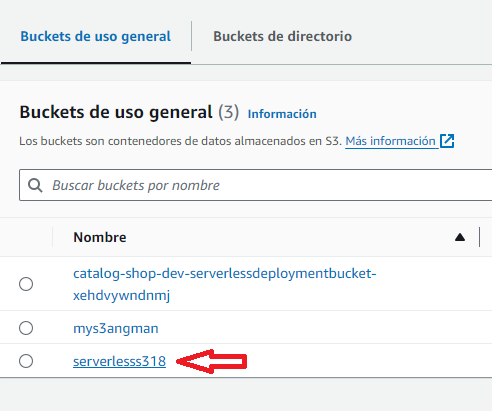 Buckets de uso general
Buckets de directorio
Buckets de uso general (3) Información
Los buckets son contenedores de datos almacenados en S3. Más información
Buscar buckets por nombre
Nombre
catalog-shop-dev-serverlessdeploymentbucket-
xehdvywndnmj
mys3angman
serverlesss318